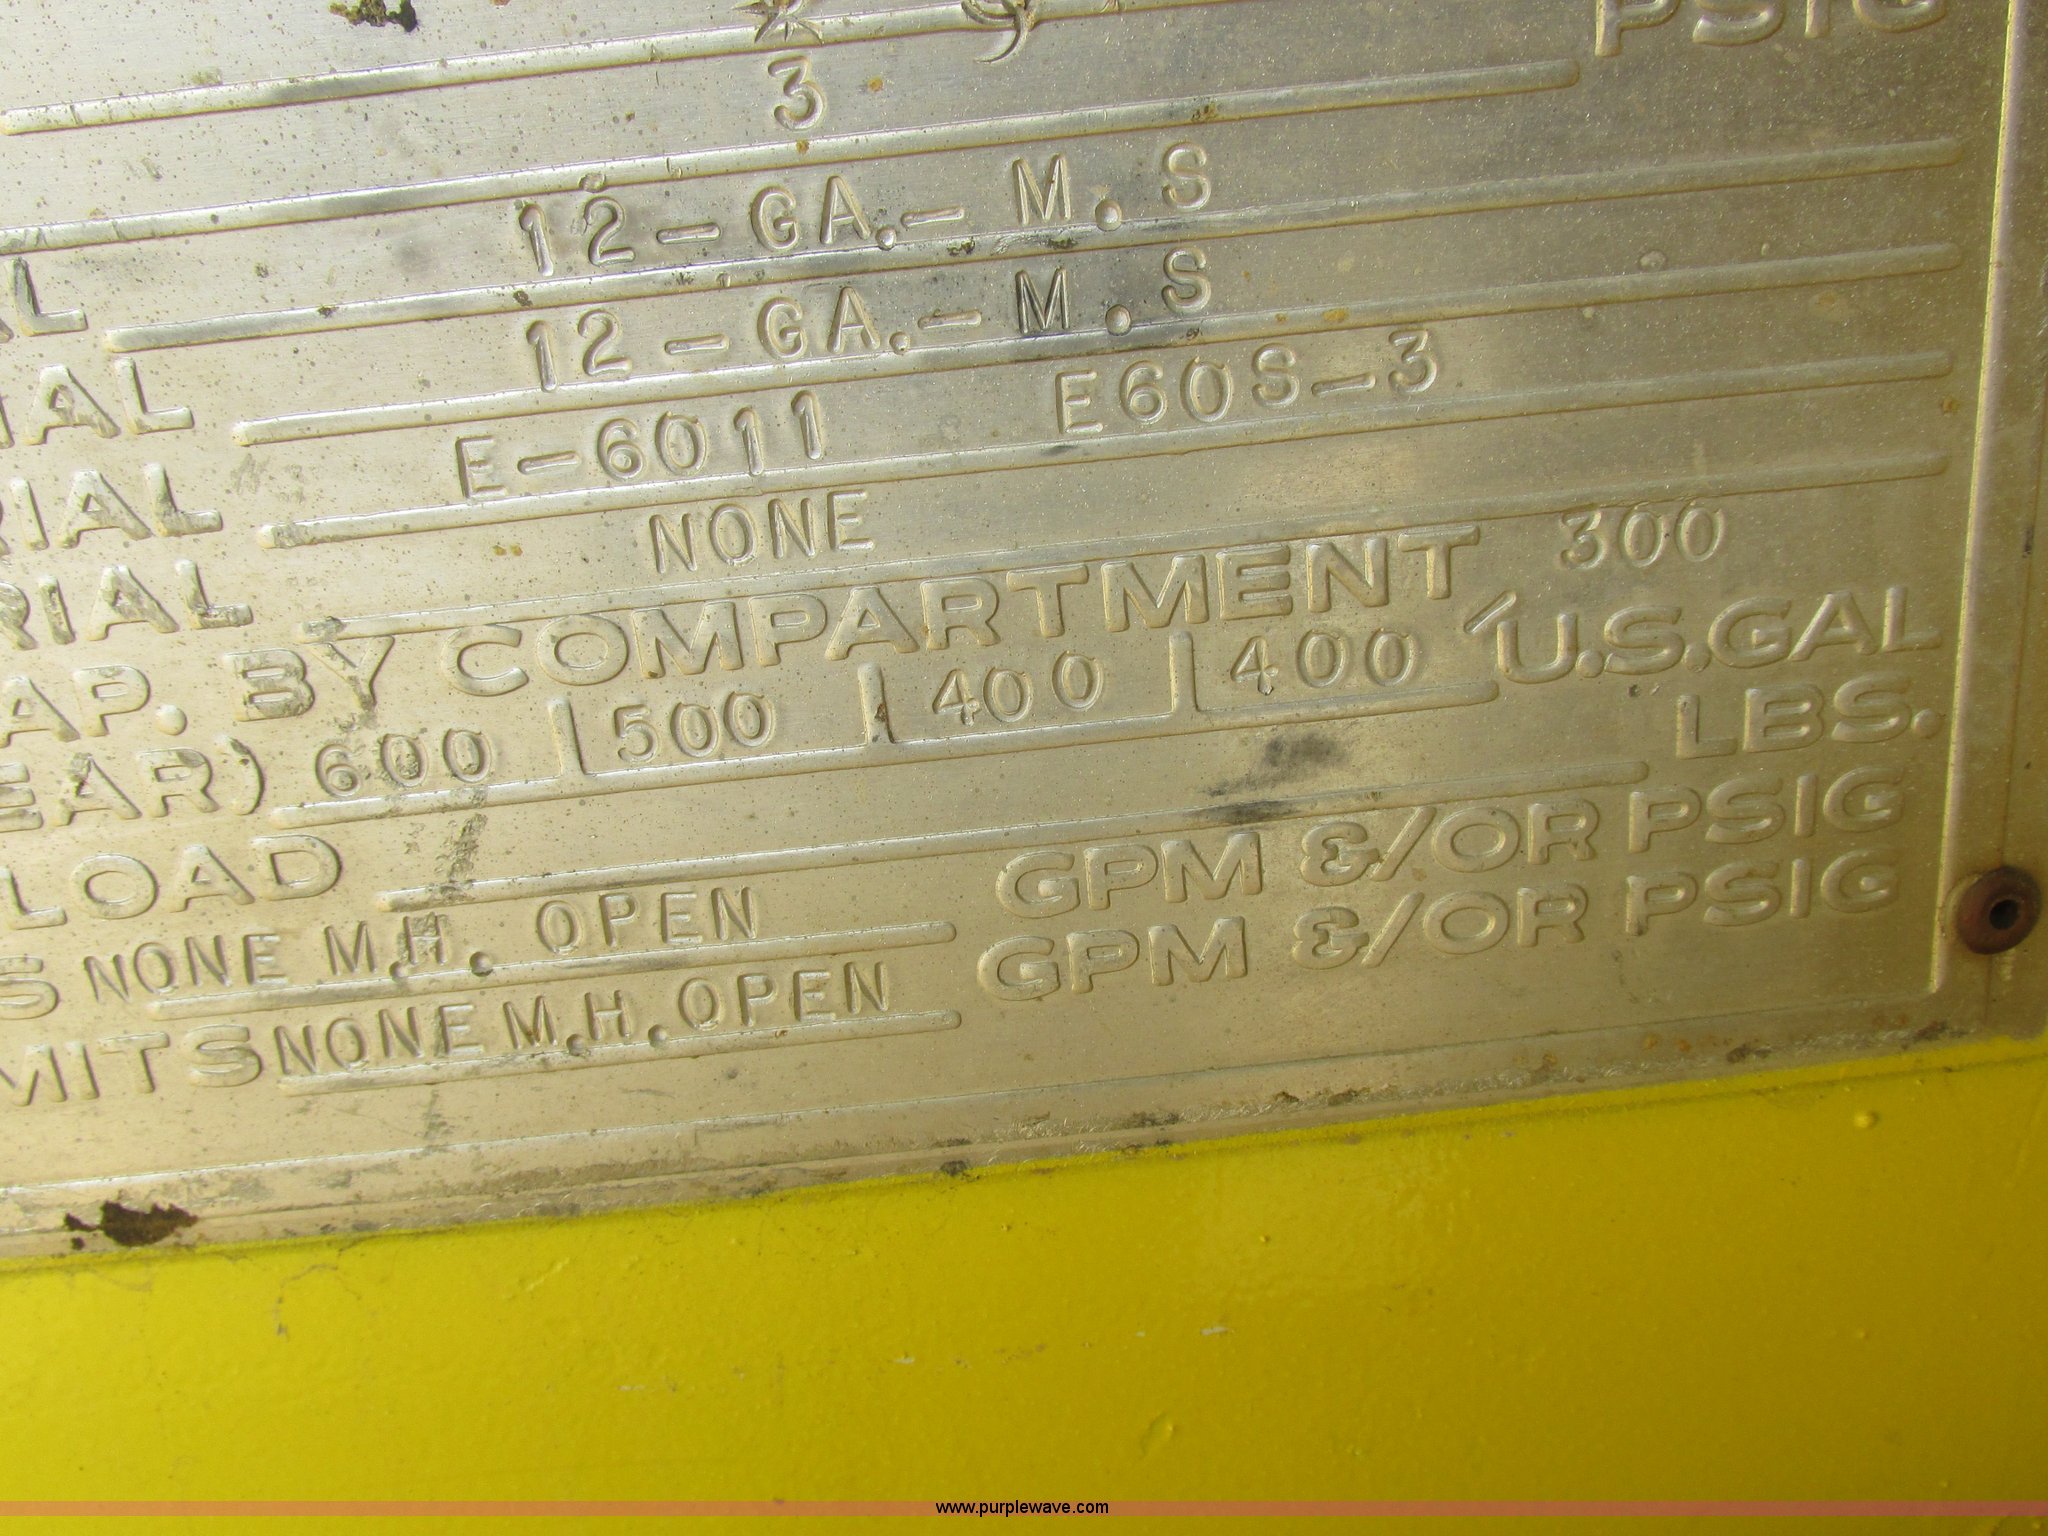 PSIG
3
AL 12-GA.-M.S
IAL 12-GA.-M.S
RIAL E-6011 E60S-3
RIAL NONE
AP. BY COMPARTMENT 300
EAR) 600 500 400 400 / U.S.GAL
LOAD LBS.
S NONE M.H. OPEN GPM &/OR PSIG
MITS NONE M.H. OPEN GPM &/OR PSIG
www.purplewave.com